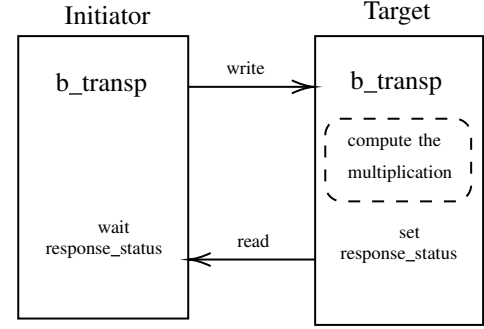 Initiator
Target
b_transp
write
b_transp
compute the
multiplication
wait
response_status
read
set
response_status